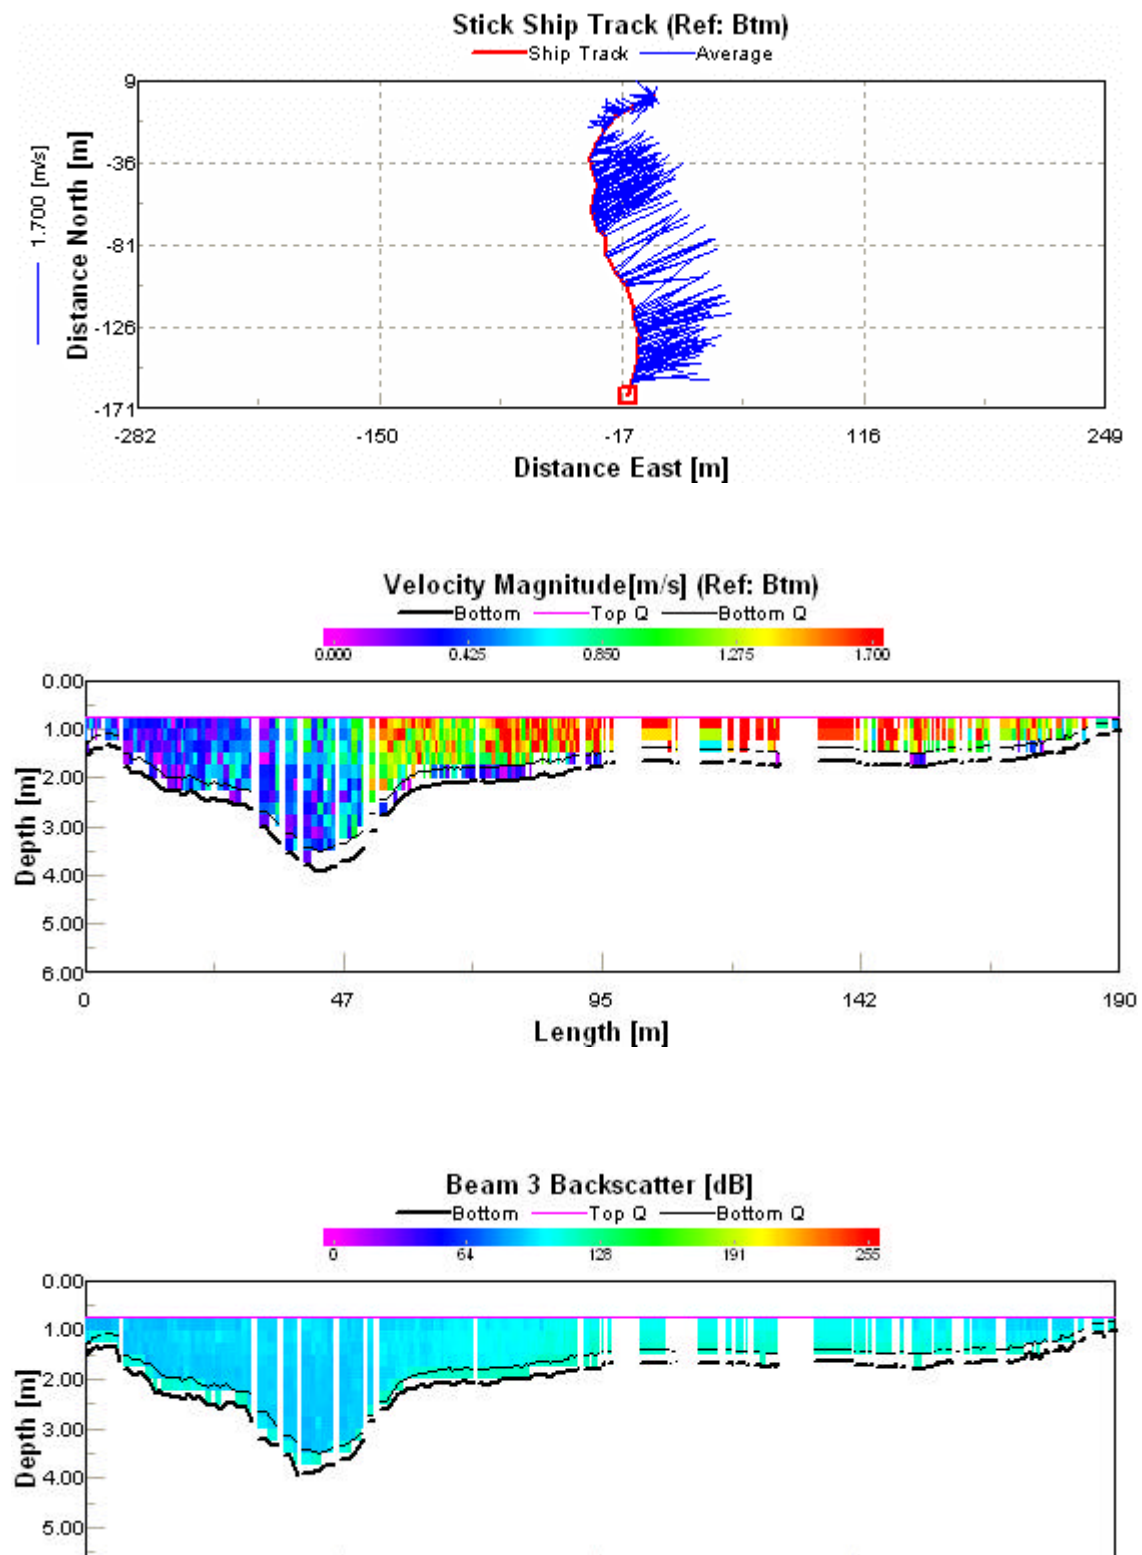 Stick Ship Track (Ref: Btm)
Ship Track Average
1.700 [m/s]
Distance North [m]
9
-36
-81
-126
-171
-282 -150 -17 116 249
Distance East [m]
Velocity Magnitude[m/s] (Ref: Btm)
Bottom Top Q Bottom Q
0.000 0.425 0.850 1.275 1.700
Depth [m]
0.00
1.00
2.00
3.00
4.00
5.00
6.00
0 47 95 142 190
Length [m]
Beam 3 Backscatter [dB]
Bottom Top Q Bottom Q
0 64 128 191 255
Depth [m]
0.00
1.00
2.00
3.00
4.00
5.00